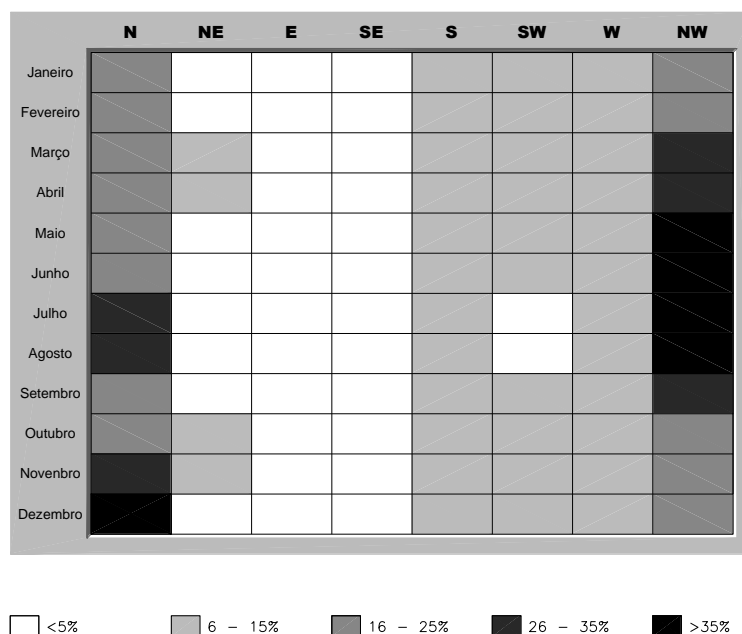 N NE E SE S SW W NW
Janeiro
Fevereiro
Março
Abril
Maio
Junho
Julho
Agosto
Setembro
Outubro
Novenbro
Dezembro
<5% 6 - 15% 16 - 25% 26 - 35% >35%